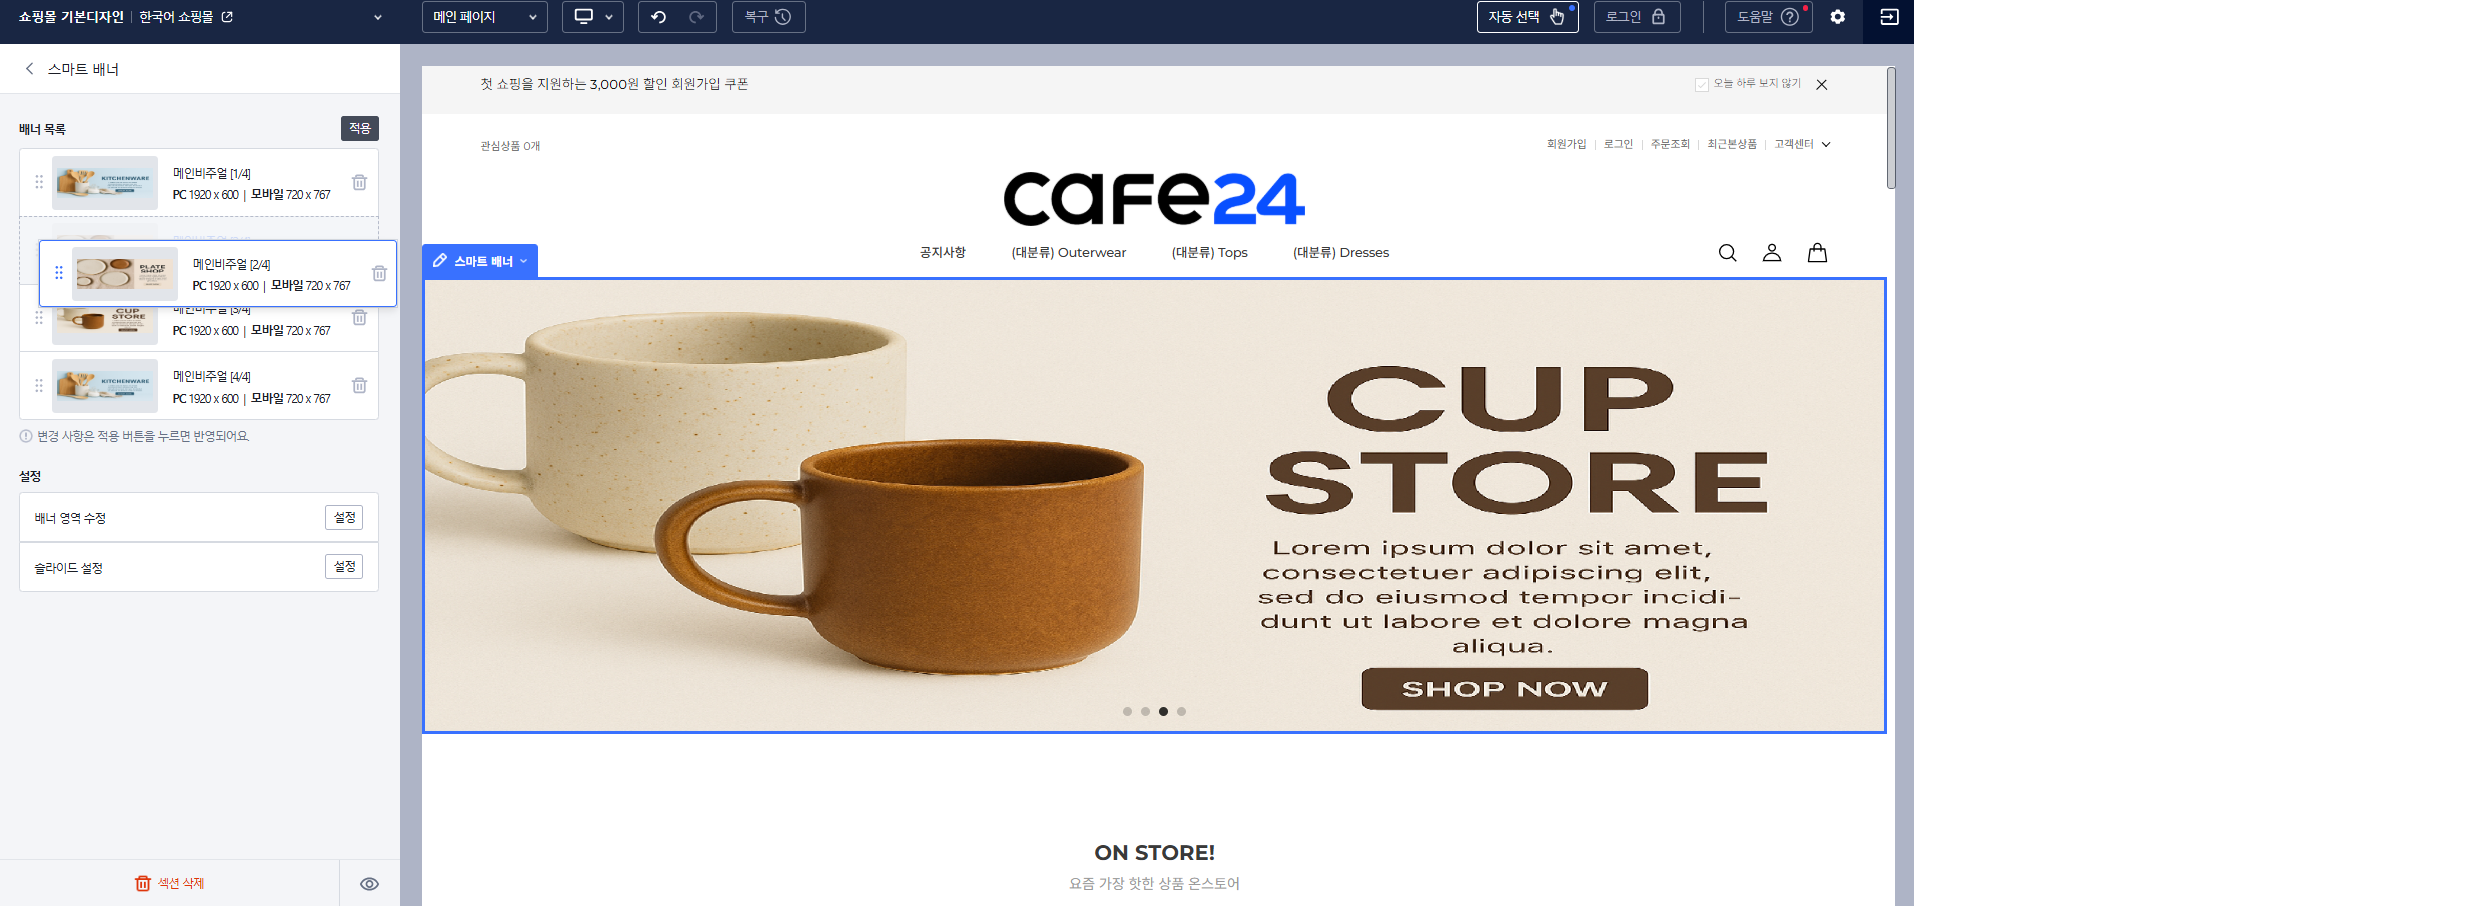 쇼핑몰 기본디자인 | 한국어 쇼핑몰
메인 페이지
복구
자동 선택
로그인
도움말
스마트 배너
배너 목록
적용
메인비주얼 [1/4]
PC 1920 x 600 | 모바일 720 x 767
메인비주얼 [2/4]
PC 1920 x 600 | 모바일 720 x 767
메인비주얼 [3/4]
PC 1920 x 600 | 모바일 720 x 767
메인비주얼 [4/4]
PC 1920 x 600 | 모바일 720 x 767
KITCHENWARE
PLATE
SHOP
CUP
STORE
KITCHENWARE
변경 사항은 적용 버튼을 누르면 반영되어요.
설정
배너 영역 수정
설정
슬라이드 설정
설정
섹션 삭제
첫 쇼핑을 지원하는 3,000원 할인 회원가입 쿠폰
오늘 하루 보지 않기
관심상품 0개
회원가입 | 로그인 | 주문조회 | 최근본상품 | 고객센터
cafe24
공지사항
(대분류) Outerwear
(대분류) Tops
(대분류) Dresses
스마트 배너
CUP
STORE
Lorem ipsum dolor sit amet,
consectetuer adipiscing elit,
sed do eiusmod tempor incidi-
dunt ut labore et dolore magna
aliqua.
SHOP NOW
ON STORE!
요즘 가장 핫한 상품 온스토어